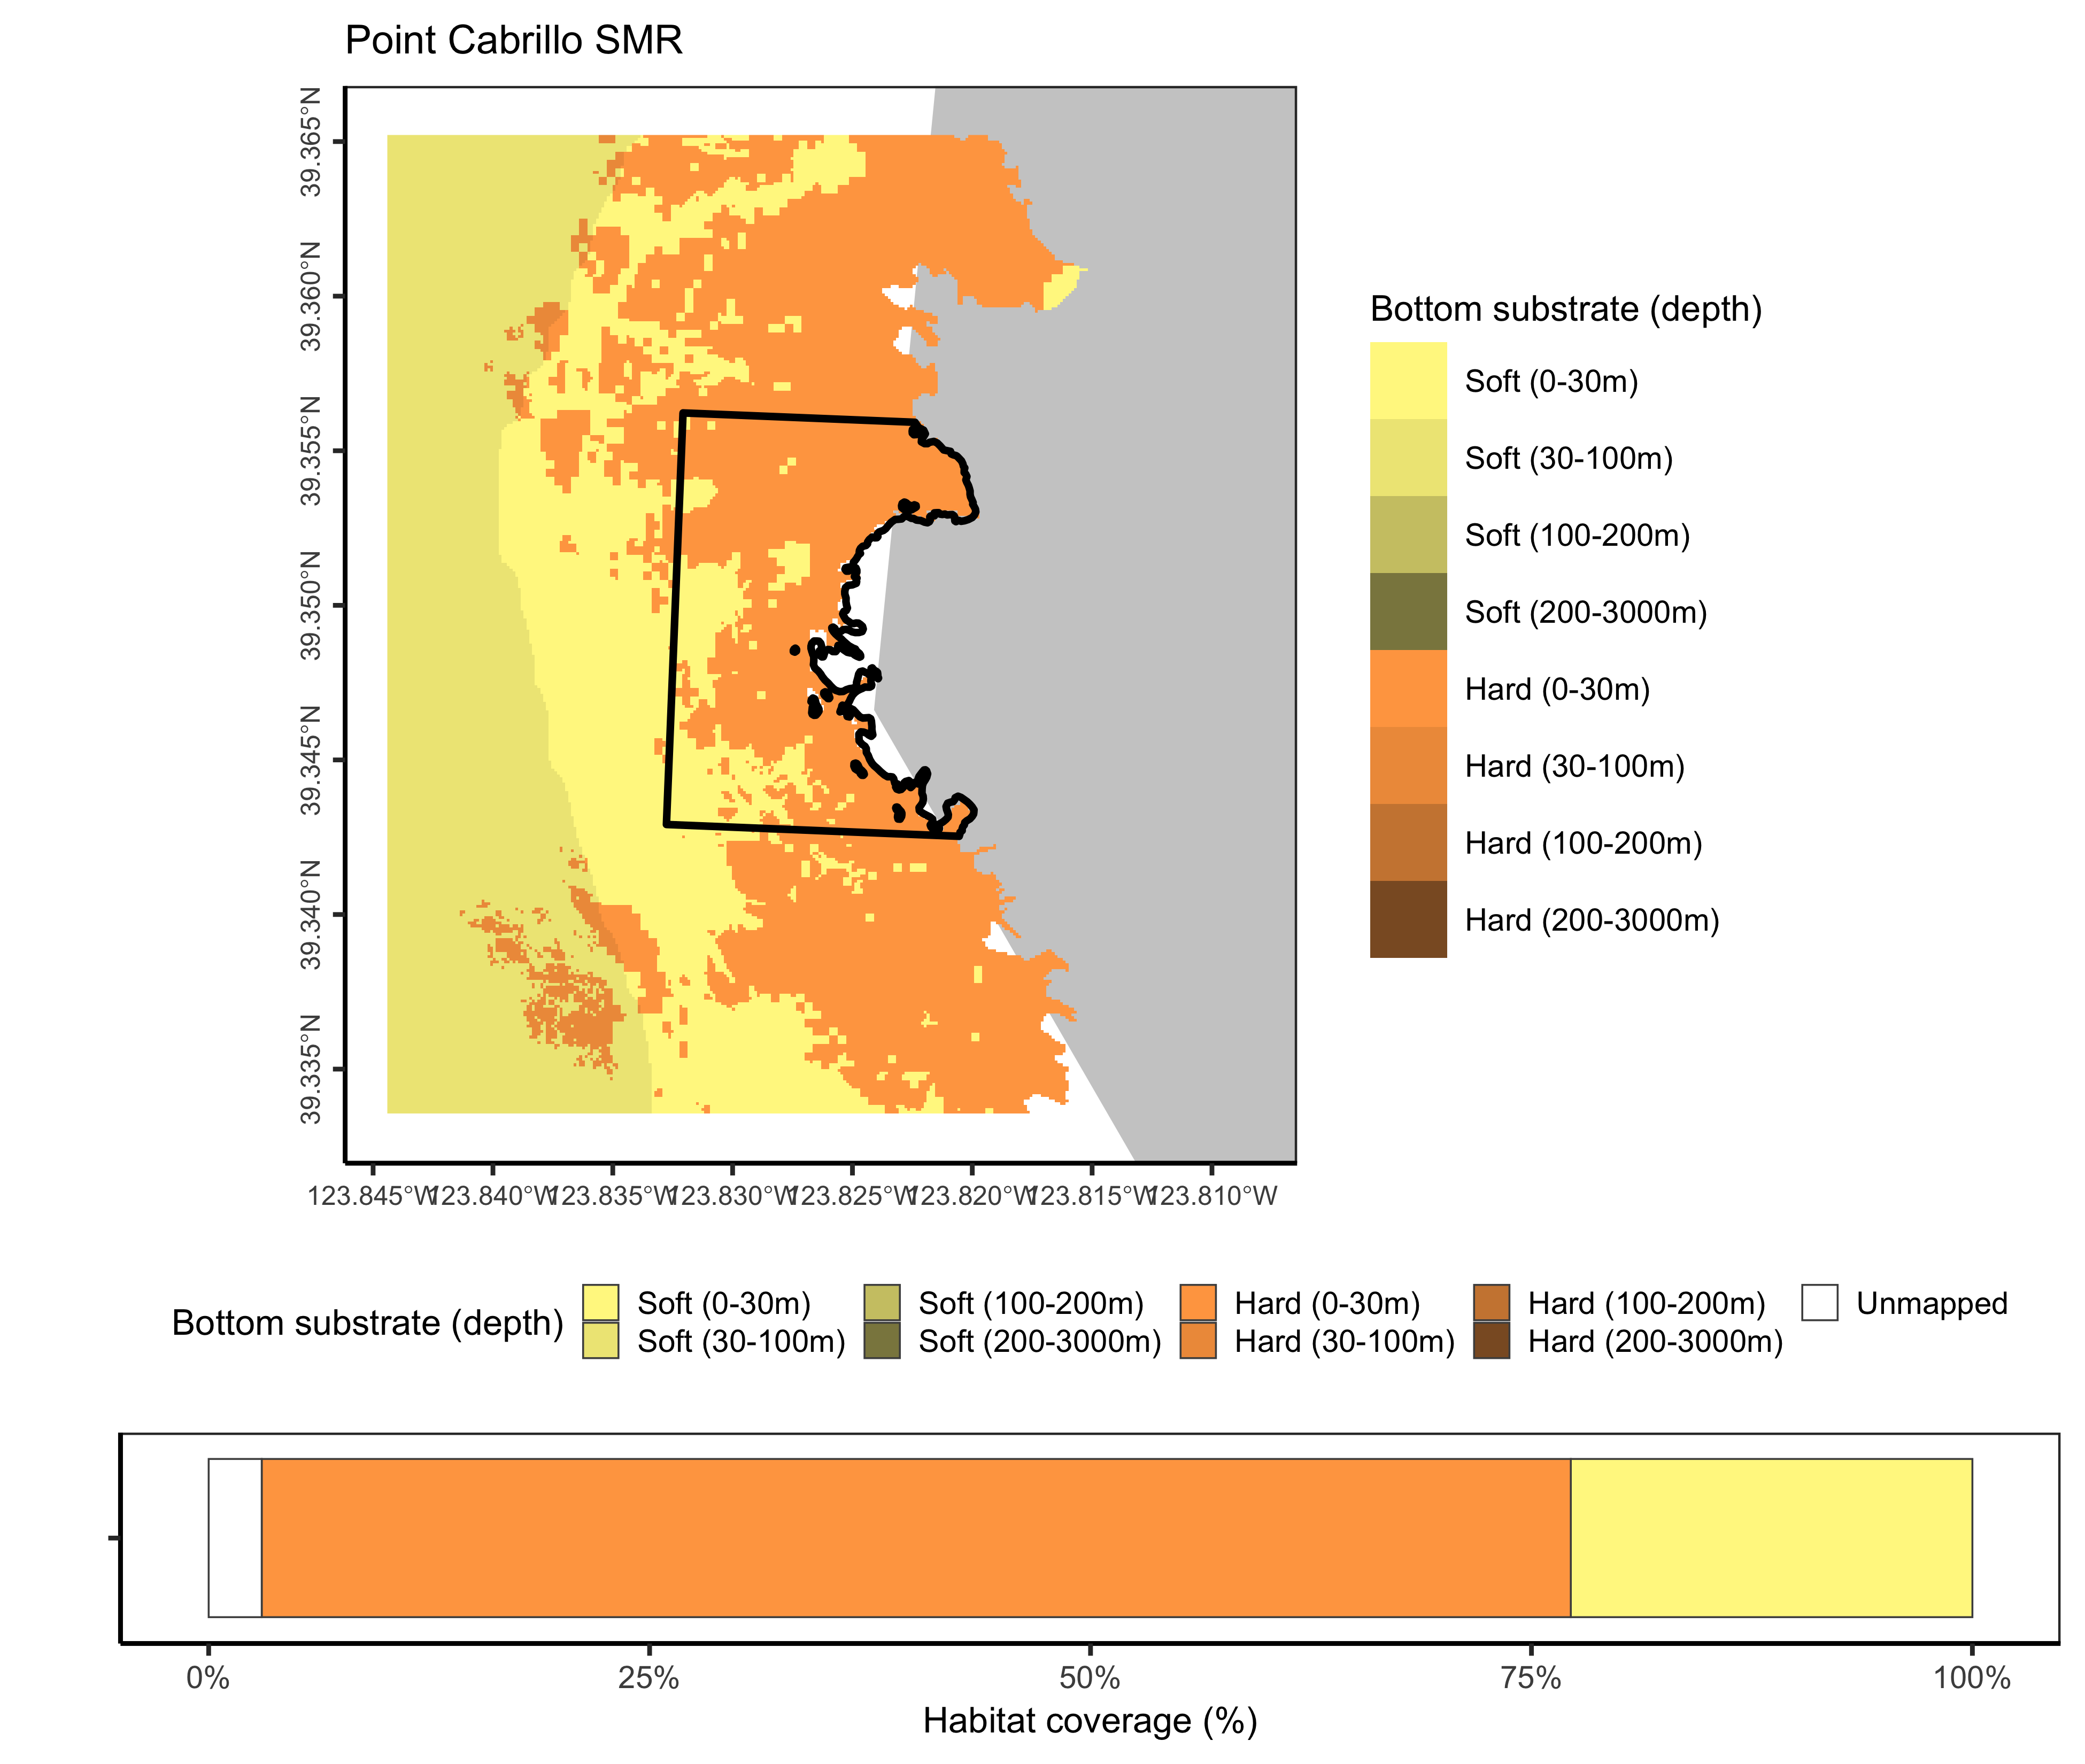 Point Cabrillo SMR
39.365°N
39.360°N
39.355°N
39.350°N
39.345°N
39.340°N
39.335°N
123.845°W 123.840°W 123.835°W 123.830°W 123.825°W 123.820°W 123.815°W 123.810°W
Bottom substrate (depth)
Soft (0-30m)
Soft (30-100m)
Soft (100-200m)
Soft (200-3000m)
Hard (0-30m)
Hard (30-100m)
Hard (100-200m)
Hard (200-3000m)
Bottom substrate (depth)
Soft (0-30m) Soft (100-200m) Hard (0-30m) Hard (100-200m) Unmapped
Soft (30-100m) Soft (200-3000m) Hard (30-100m) Hard (200-3000m)
0% 25% 50% 75% 100%
Habitat coverage (%)